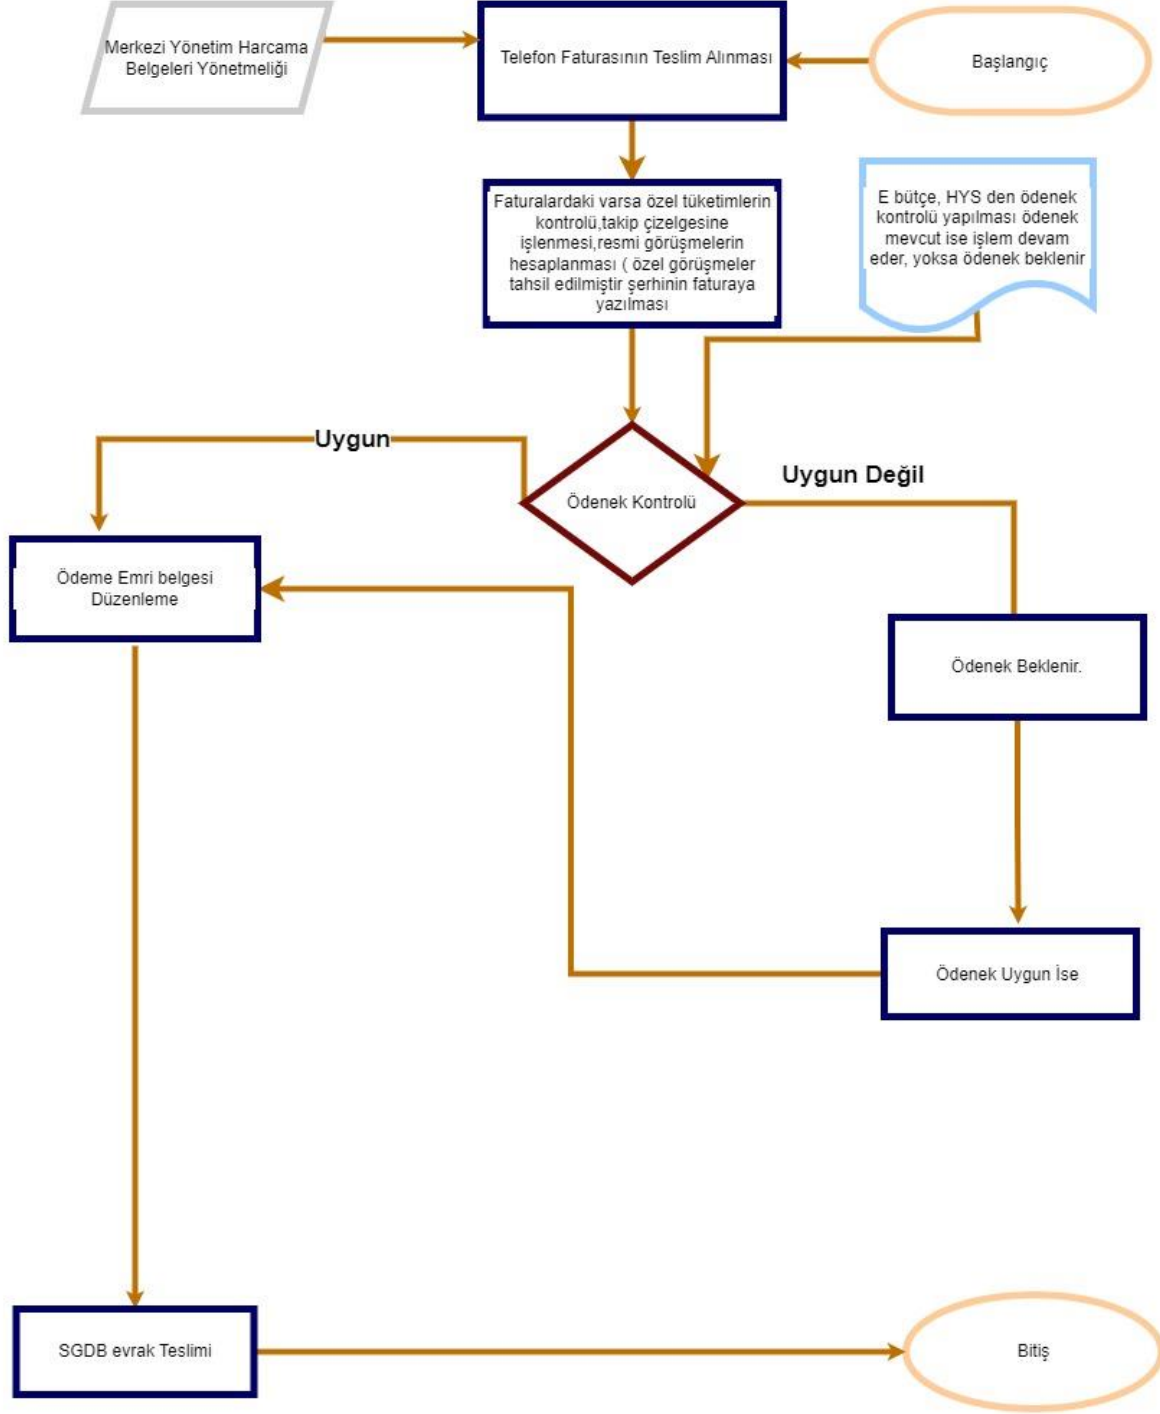 Merkezi Yönetim Harcama
Belgeleri Yönetmeliği
Telefon Faturasının Teslim Alınması
Başlangıç
Faturalardaki varsa özel tüketimlerin
kontrolü,takip çizelgesine
işlenmesi,resmi görüşmelerin
hesaplanması ( özel görüşmeler
tahsil edilmiştir şerhinin faturaya
yazılması
E bütçe, HYS den ödenek
kontrolü yapılması ödenek
mevcut ise işlem devam
eder, yoksa ödenek beklenir
Uygun
Uygun Değil
Ödenek Kontrolü
Ödeme Emri belgesi
Düzenleme
Ödenek Beklenir.
Ödenek Uygun İse
SGDB evrak Teslimi
Bitiş